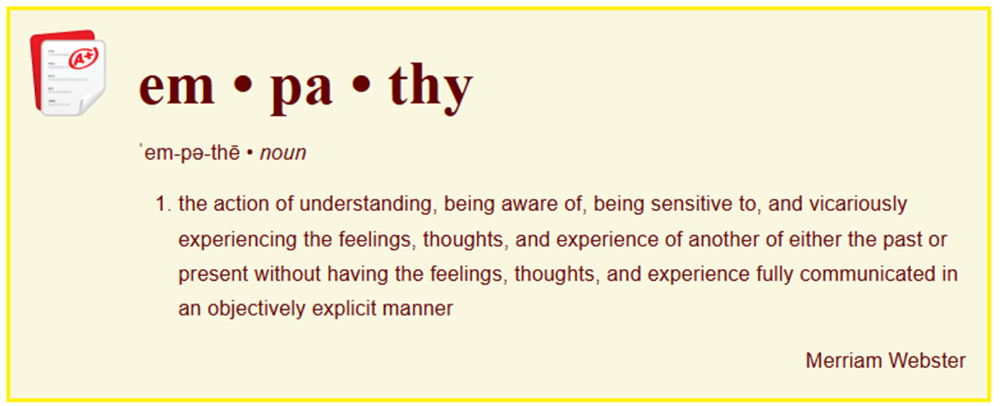 A+
em • pa • thy
ˈem-pə-thē • noun
1. the action of understanding, being aware of, being sensitive to, and vicariously
experiencing the feelings, thoughts, and experience of another of either the past or
present without having the feelings, thoughts, and experience fully communicated in
an objectively explicit manner
Merriam Webster